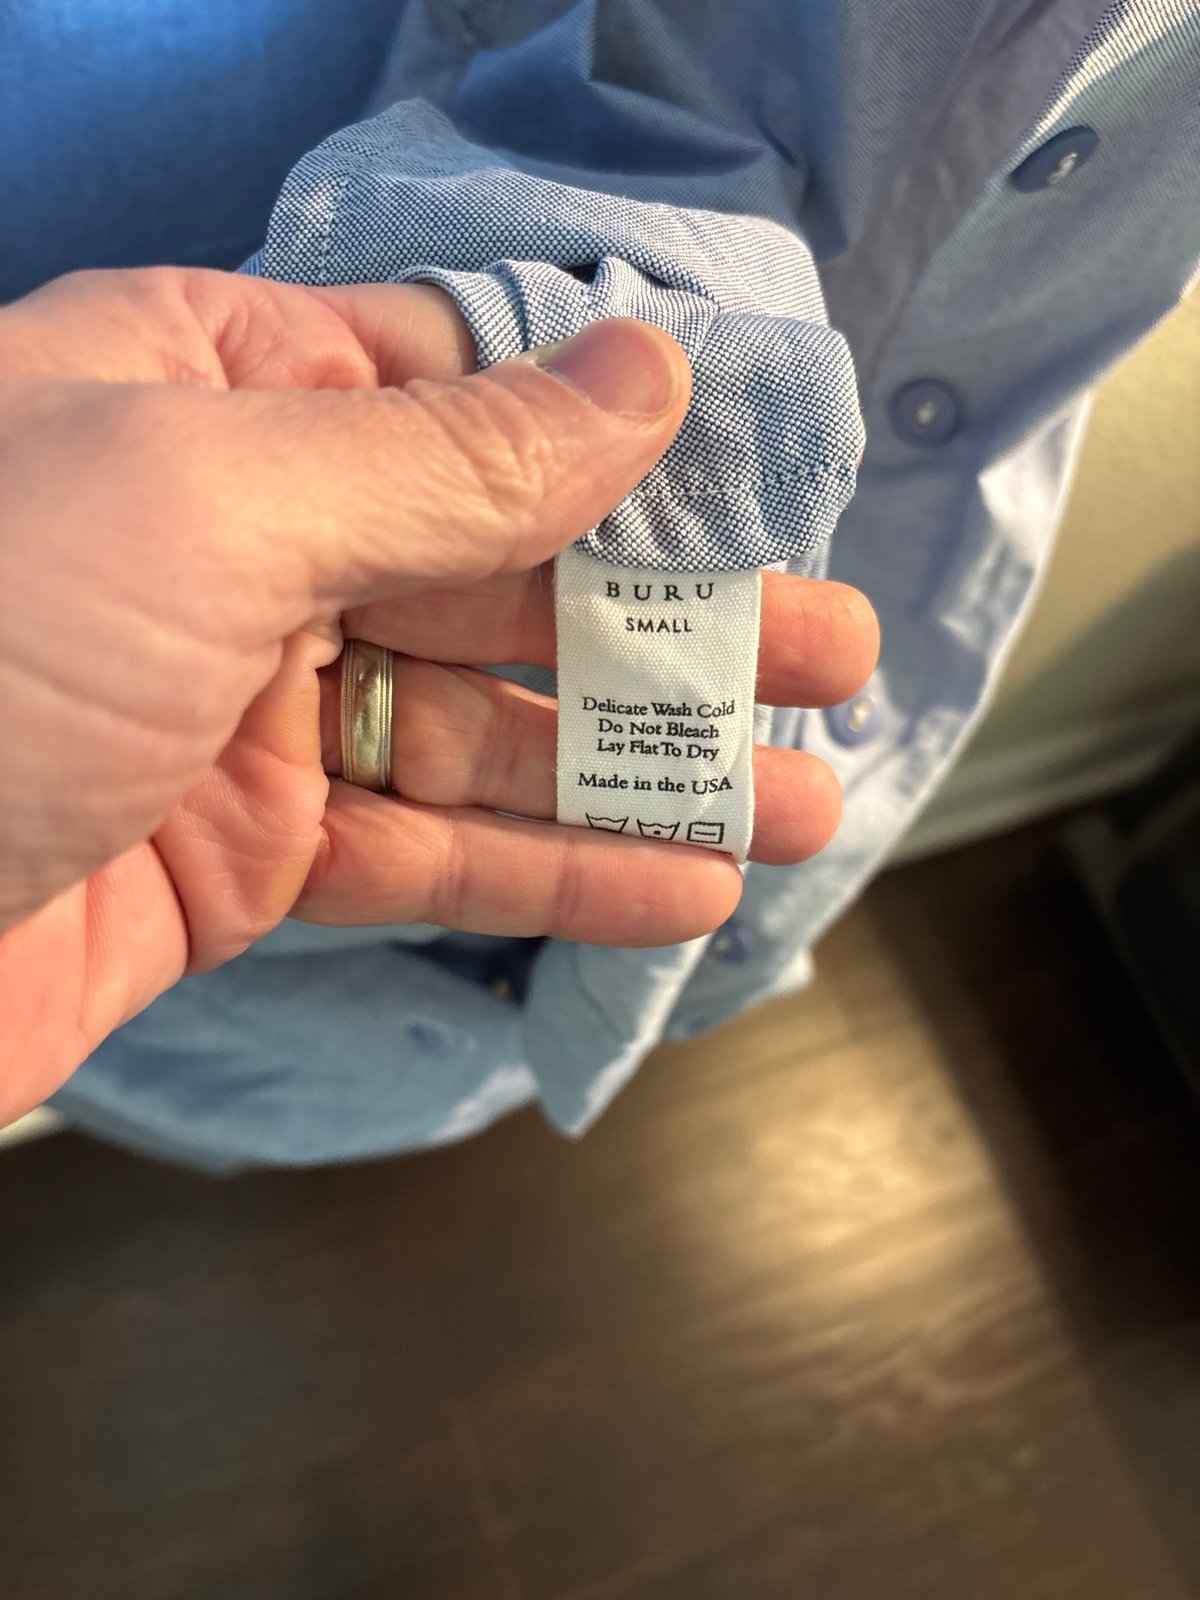 BURU
SMALL
Delicate Wash Cold
Do Not Bleach
Lay Flat To Dry
Made in the USA